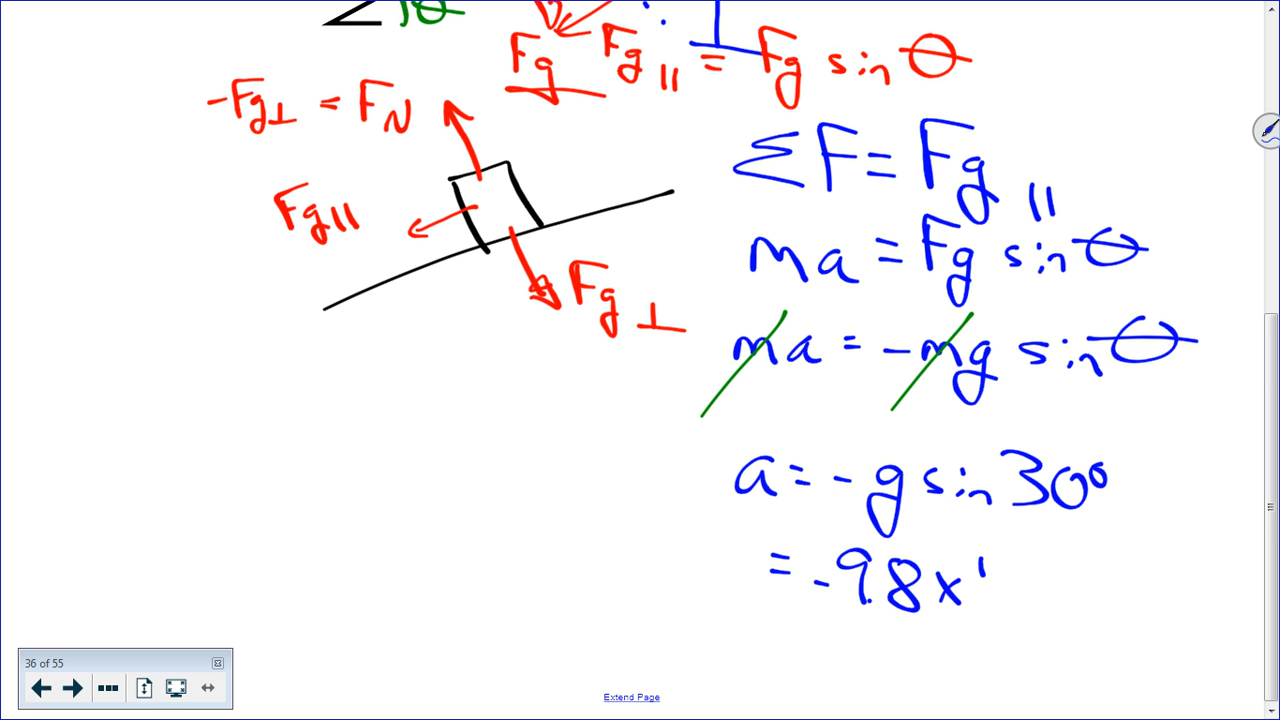 θ
Fg Fg∥ = Fg sin θ
-Fg⊥ = FN
ΣF = Fg∥
Fg∥
ma = Fg sin θ
Fg⊥
ma = -mg sin θ
a = -g sin 30°
= -9.8 x
36 of 55
Extend Page